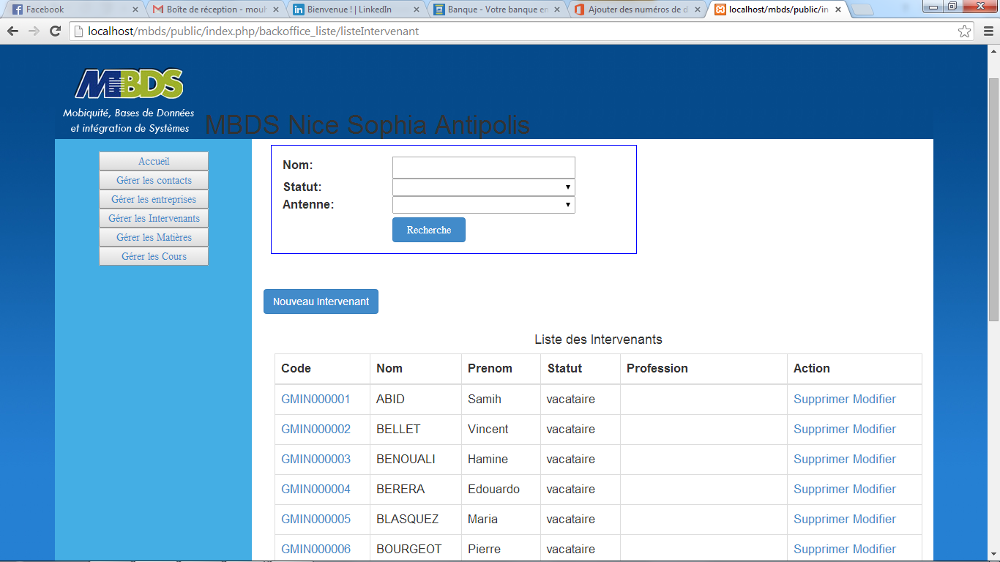 Facebook
Boîte de réception - mouh
Bienvenue ! | LinkedIn
Banque - Votre banque en
Ajouter des numéros de d
localhost/mbds/public/in
localhost/mbds/public/index.php/backoffice_liste/listeIntervenant
MBDS
Mobiquité, Bases de Données
et intégration de Systèmes
MBDS Nice Sophia Antipolis
Accueil
Gérer les contacts
Gérer les entreprises
Gérer les Intervenants
Gérer les Matières
Gérer les Cours
Nom:
Statut:
Antenne:
Recherche
Nouveau Intervenant
Liste des Intervenants
Code Nom Prenom Statut Profession Action
GMIN000001 ABID Samih vacataire Supprimer Modifier
GMIN000002 BELLET Vincent vacataire Supprimer Modifier
GMIN000003 BENOUALI Hamine vacataire Supprimer Modifier
GMIN000004 BERERA Edouardo vacataire Supprimer Modifier
GMIN000005 BLASQUEZ Maria vacataire Supprimer Modifier
GMIN000006 BOURGEOT Pierre vacataire Supprimer Modifier